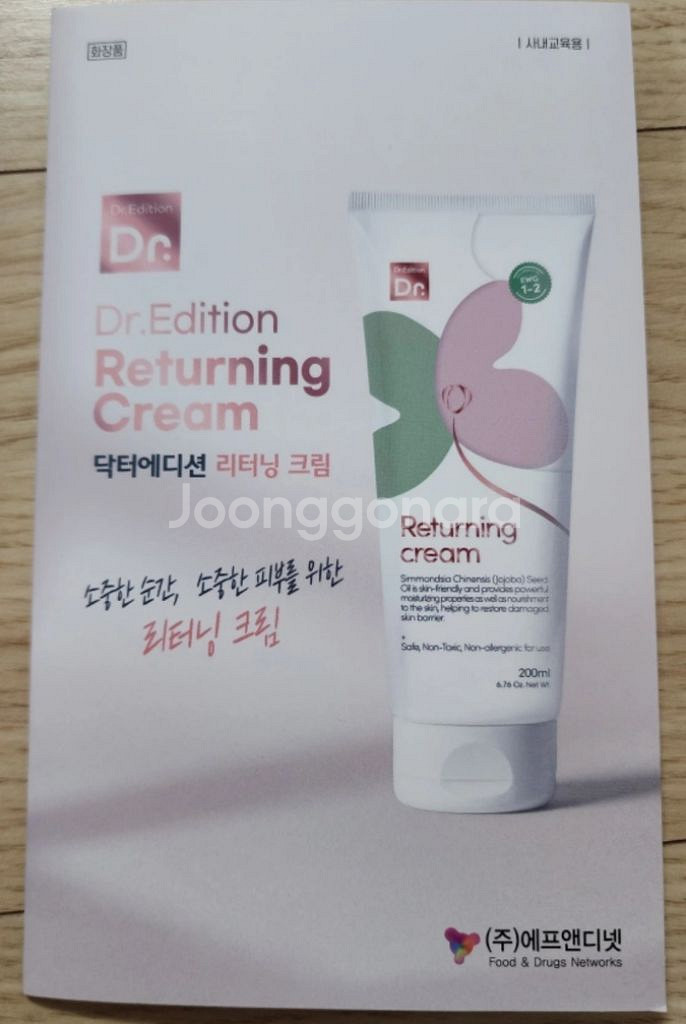 화장품
| 사내교육용 |
Dr.Edition
Dr.
Dr.Edition
Returning
Cream
닥터에디션 리터닝 크림
소중한 순간, 소중한 피부를 위한
리터닝 크림
Dr.Edition
Dr.
EWG
1-2
Returning
cream
Simmondsia Chinensis (Jojoba) Seed
Oil is skin-friendly and provides powerful
moisturizing properties as well as nourishment
to the skin, helping to restore damaged
skin barrier.
+
Safe, Non-Toxic, Non-allergenic for use
200ml
6.76 Oz. Net Wt.
Joonggonara
(주)에프앤디넷
Food & Drugs Networks